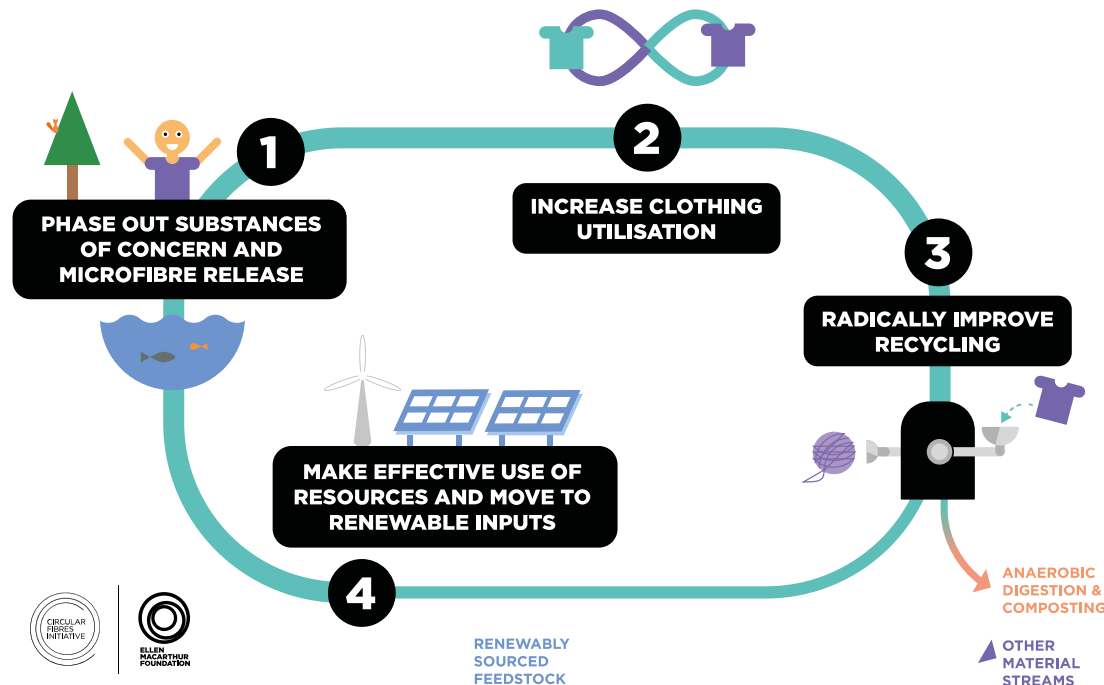 1
PHASE OUT SUBSTANCES
OF CONCERN AND
MICROFIBRE RELEASE
2
INCREASE CLOTHING
UTILISATION
3
RADICALLY IMPROVE
RECYCLING
MAKE EFFECTIVE USE OF
RESOURCES AND MOVE TO
RENEWABLE INPUTS
4
ANAEROBIC
DIGESTION &
COMPOSTING
OTHER
MATERIAL
STREAMS
RENEWABLY
SOURCED
FEEDSTOCK
CIRCULAR
FIBRES
INITIATIVE
ELLEN
MACARTHUR
FOUNDATION